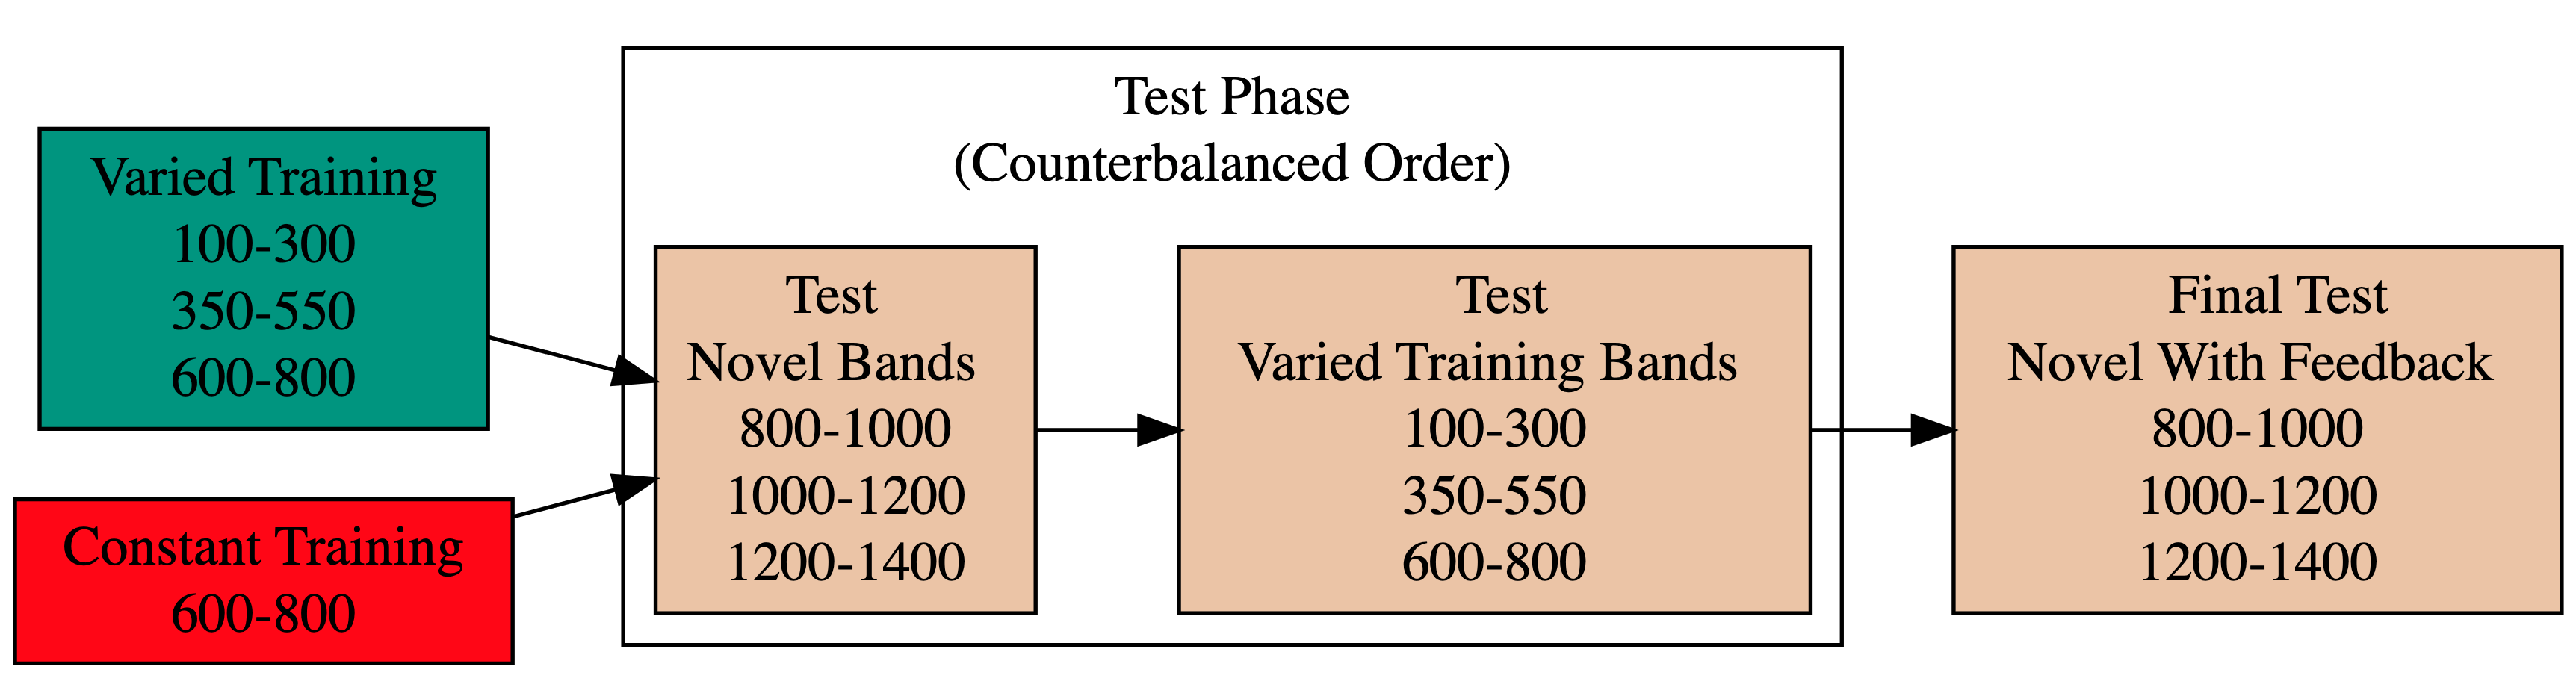 Varied Training
100-300
350-550
600-800
Constant Training
600-800
Test Phase
(Counterbalanced Order)
Test
Novel Bands
800-1000
1000-1200
1200-1400
Test
Varied Training Bands
100-300
350-550
600-800
Final Test
Novel With Feedback
800-1000
1000-1200
1200-1400